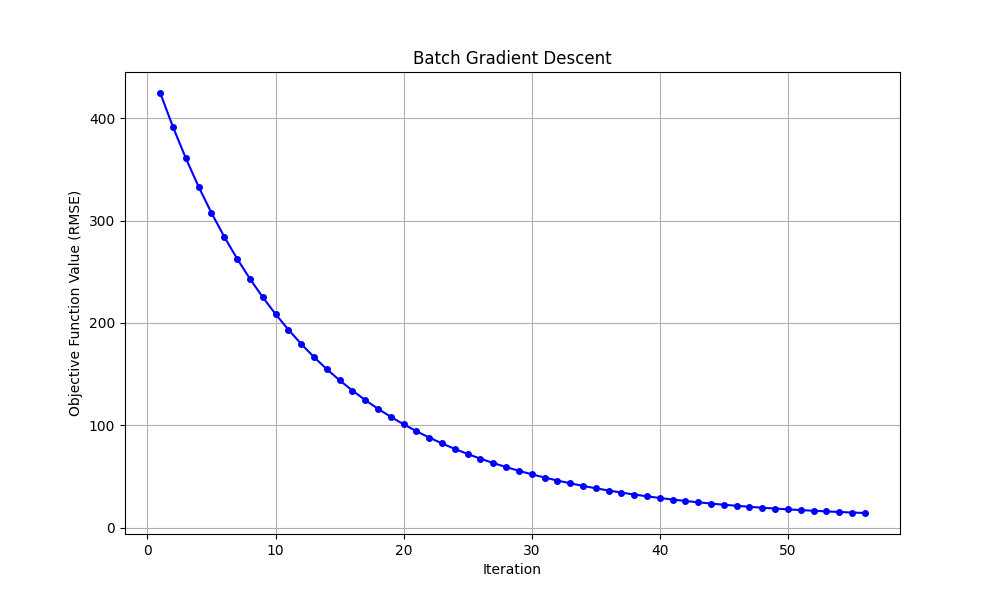 Batch Gradient Descent
Objective Function Value (RMSE)
400
300
200
100
0
0 10 20 30 40 50
Iteration